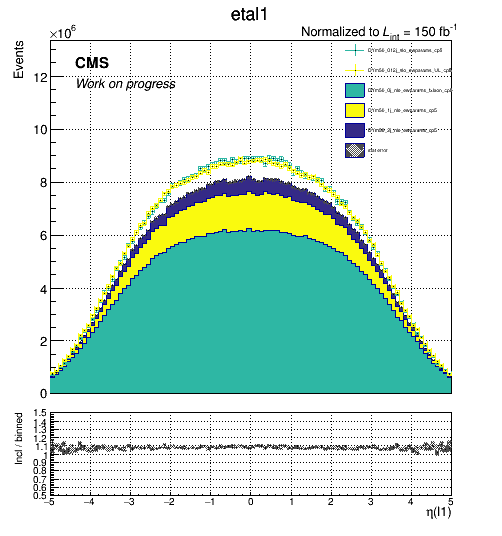 etal1
×10⁶
Normalized to L_int = 150 fb⁻¹
Events
CMS
Work on progress
stat error
12
10
8
6
4
2
0
Incl / binned
1.5
1.4
1.3
1.2
1.1
1
0.9
0.8
0.7
0.6
0.5
−5 −4 −3 −2 −1 0 1 2 3 4 5
η(l1)